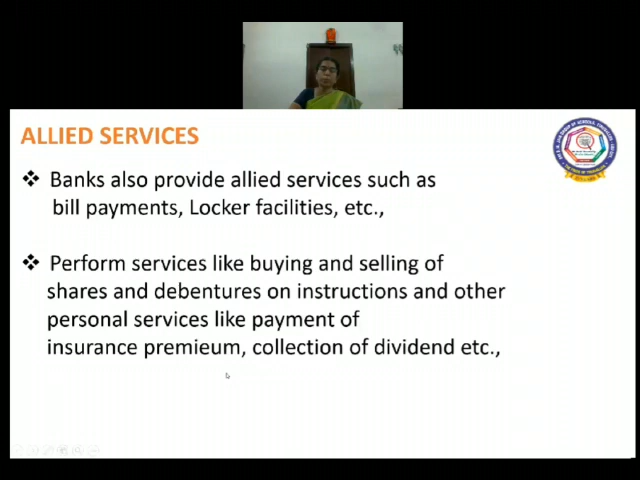 ALLIED SERVICES
❖ Banks also provide allied services such as
bill payments, Locker facilities, etc.,
❖ Perform services like buying and selling of
shares and debentures on instructions and other
personal services like payment of
insurance premieum, collection of dividend etc.,